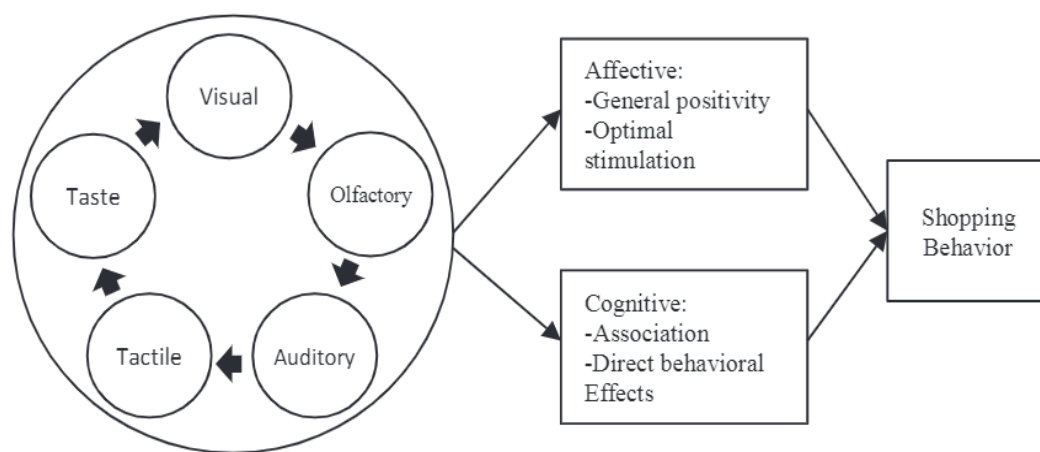 Visual
Olfactory
Auditory
Tactile
Taste
Affective:
-General positivity
-Optimal
stimulation
Cognitive:
-Association
-Direct behavioral
Effects
Shopping
Behavior